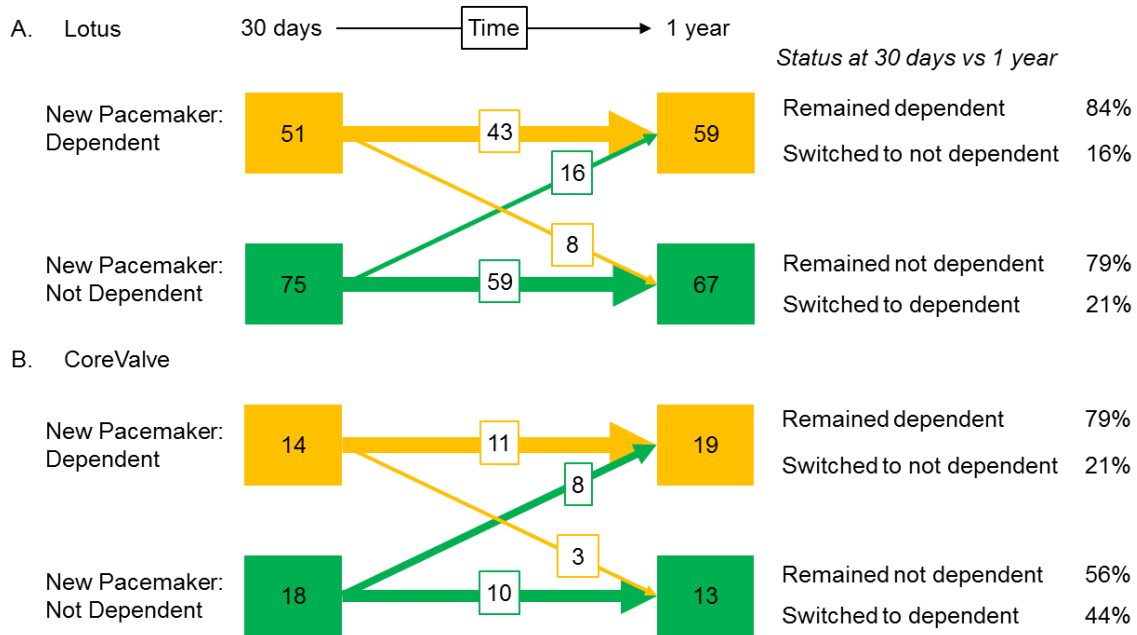 A. Lotus 30 days Time 1 year
Status at 30 days vs 1 year
New Pacemaker:
Dependent
51
43
59
Remained dependent 84%
Switched to not dependent 16%
16
8
New Pacemaker:
Not Dependent
75
59
67
Remained not dependent 79%
Switched to dependent 21%
B. CoreValve
New Pacemaker:
Dependent
14
11
19
Remained dependent 79%
Switched to not dependent 21%
8
3
New Pacemaker:
Not Dependent
18
10
13
Remained not dependent 56%
Switched to dependent 44%